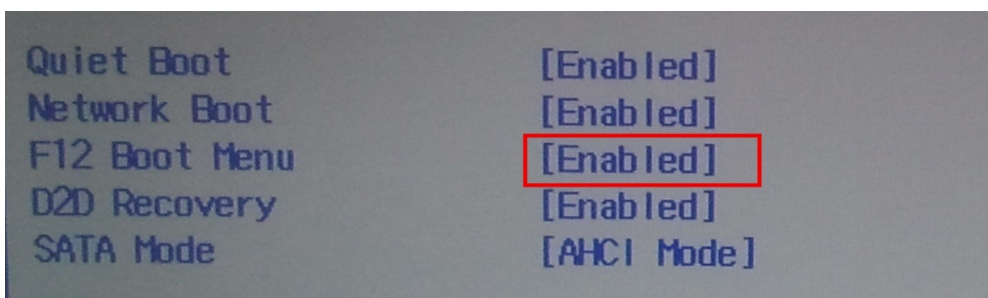 Quiet Boot [Enabled]
Network Boot [Enabled]
F12 Boot Menu [Enabled]
D2D Recovery [Enabled]
SATA Mode [AHCI Mode]